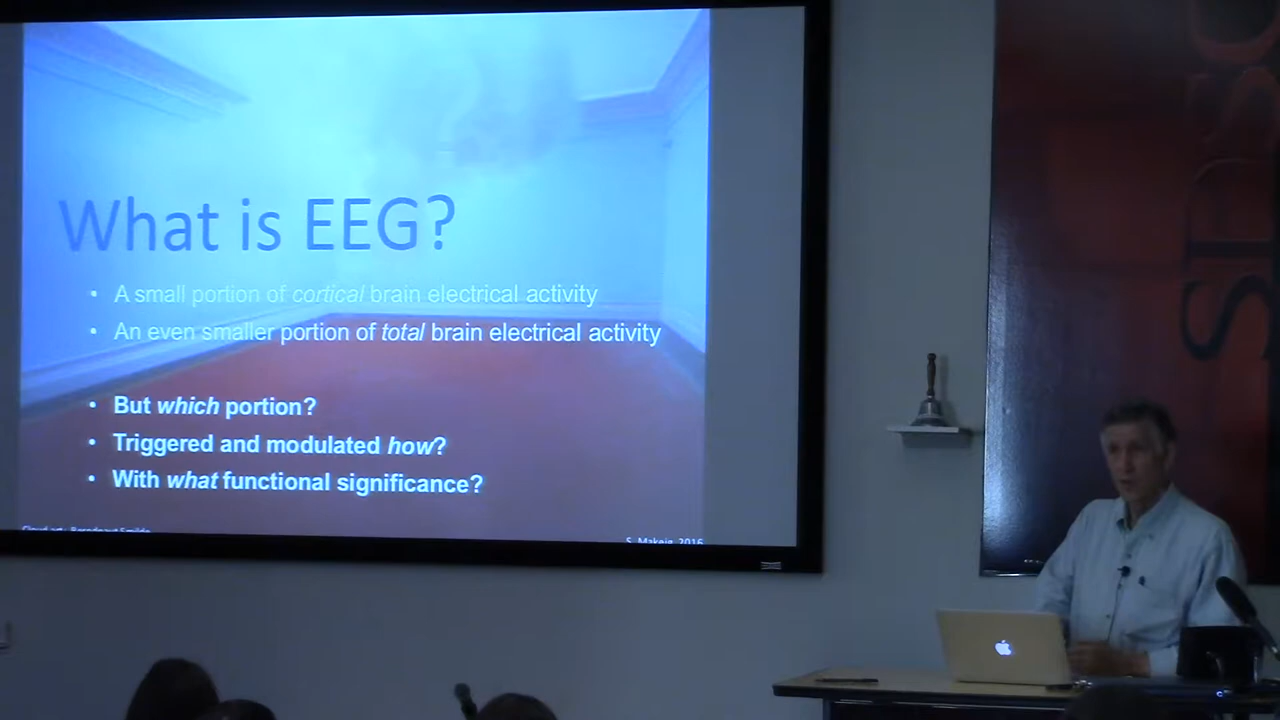 What is EEG?
• A small portion of cortical brain electrical activity
• An even smaller portion of total brain electrical activity
• But which portion?
• Triggered and modulated how?
• With what functional significance?
S. Makeig, 2016
SDSC